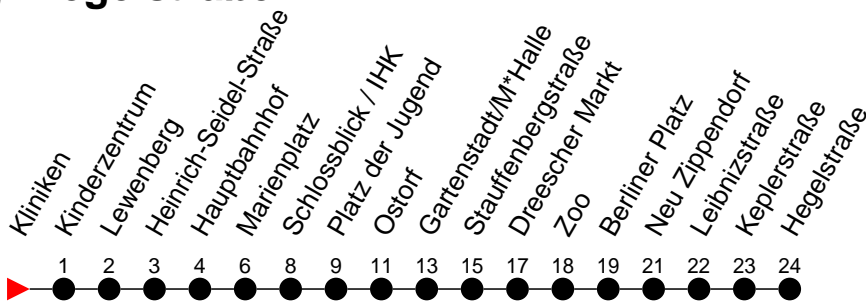 Kliniken
Kinderzentrum
Lewenberg
Heinrich-Seidel-Straße
Hauptbahnhof
Marienplatz
Schlossblick / IHK
Platz der Jugend
Ostorf
Gartenstadt/M*Halle
Stauffenbergstraße
Dreescher Markt
Zoo
Berliner Platz
Neu Zippendorf
Leibnizstraße
Keplerstraße
Hegelstraße
1 2 3 4 6 8 9 11 13 15 17 18 19 21 22 23 24